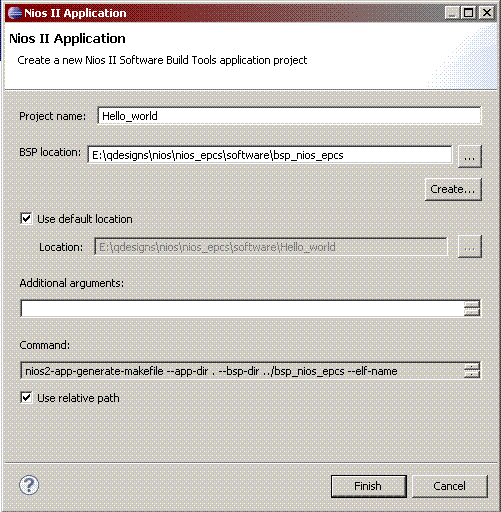 Nios II Application
Nios II Application
Create a new Nios II Software Build Tools application project
Project name: Hello_world
BSP location: E:\qdesigns\nios\nios_epcs\software\bsp_nios_epcs ...
Create...
Use default location
Location: E:\qdesigns\nios\nios_epcs\software\Hello_world ...
Additional arguments:
Command:
nios2-app-generate-makefile --app-dir . --bsp-dir ../bsp_nios_epcs --elf-name
Use relative path
? Finish Cancel